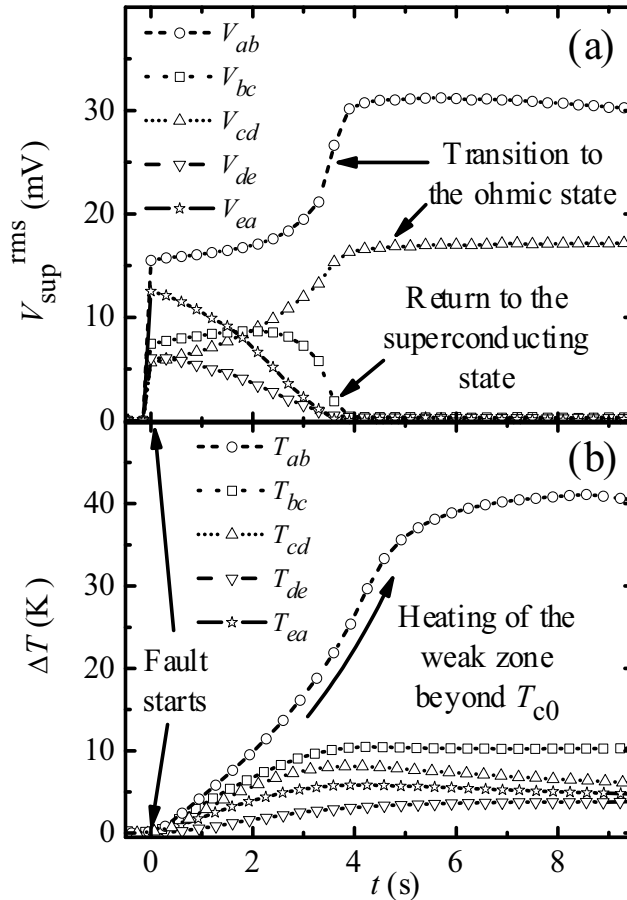 (a)
V_ab
V_bc
V_cd
V_de
V_ea
40
30
20
10
0
V_sup^rms (mV)
Transition to
the ohmic state
Return to the
superconducting
state
(b)
T_ab
T_bc
T_cd
T_de
T_ea
40
30
20
10
0
ΔT (K)
Fault
starts
Heating of the
weak zone
beyond T_c0
0 2 4 6 8
t (s)